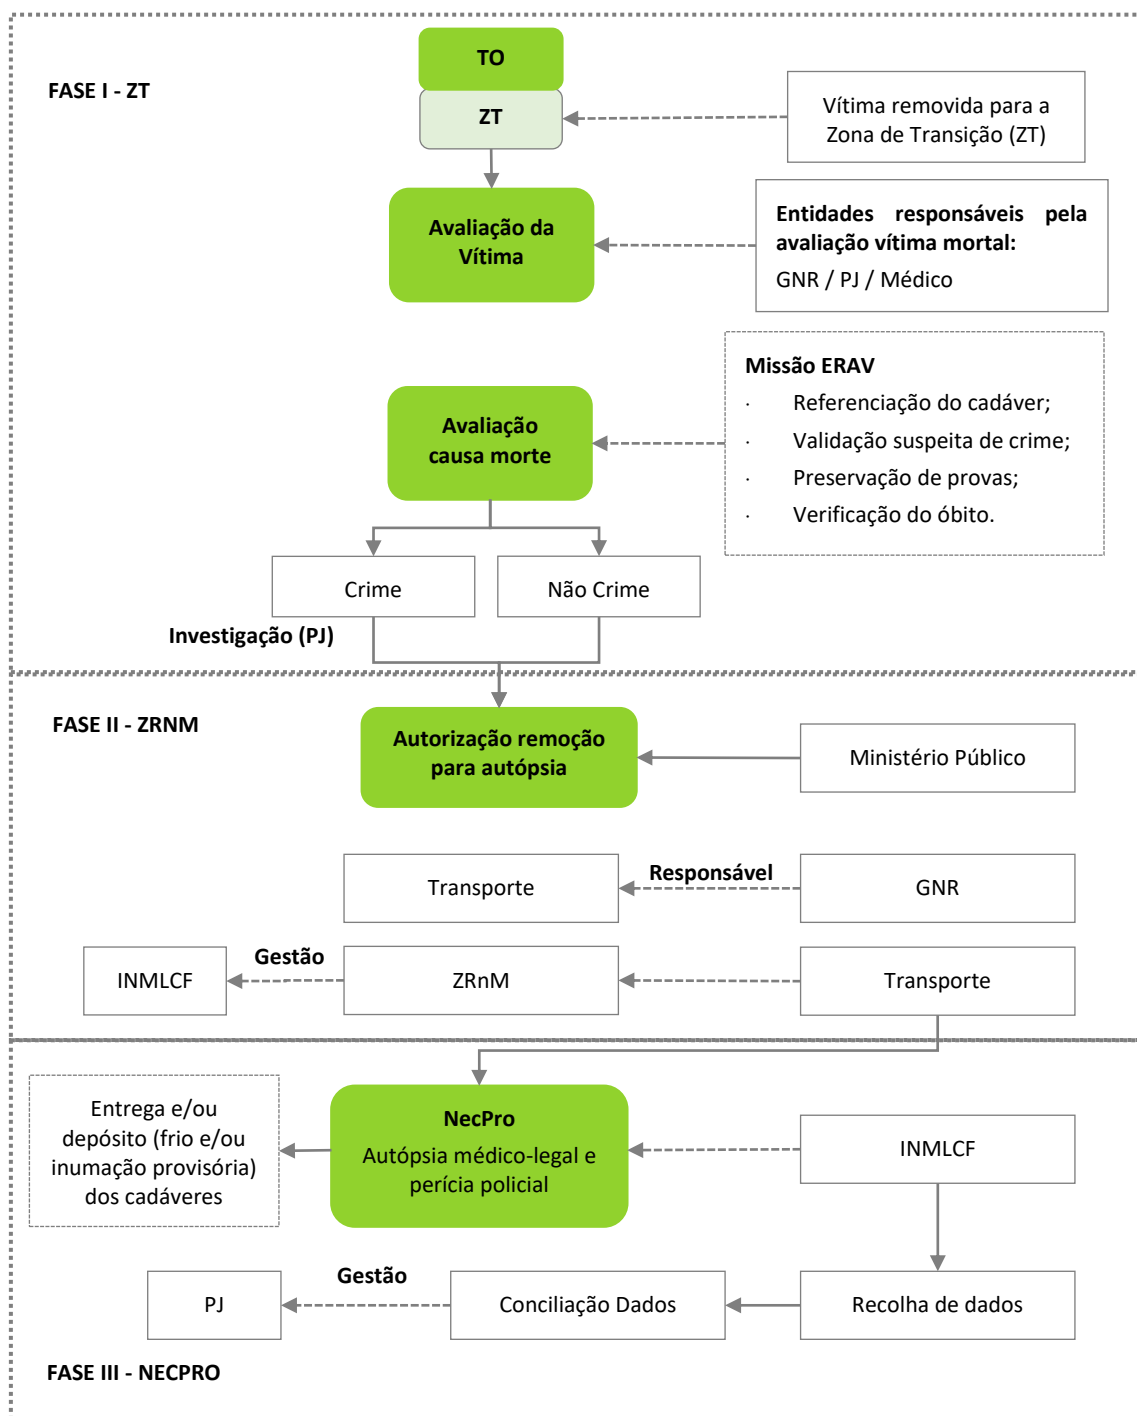 TO
FASE I - ZT
ZT
Vítima removida para a
Zona de Transição (ZT)
Avaliação da
Vítima
Entidades responsáveis pela
avaliação vítima mortal:
GNR / PJ / Médico
Missão ERAV
· Referenciação do cadáver;
· Validação suspeita de crime;
· Preservação de provas;
· Verificação do óbito.
Avaliação
causa morte
Crime
Não Crime
Investigação (PJ)
FASE II - ZRNM
Autorização remoção
para autópsia
Ministério Público
Transporte
Responsável
GNR
INMLCF
Gestão
ZRnM
Transporte
Entrega e/ou
depósito (frio e/ou
inumação provisória)
dos cadáveres
NecPro
Autópsia médico-legal e
perícia policial
INMLCF
PJ
Gestão
Conciliação Dados
Recolha de dados
FASE III - NECPRO